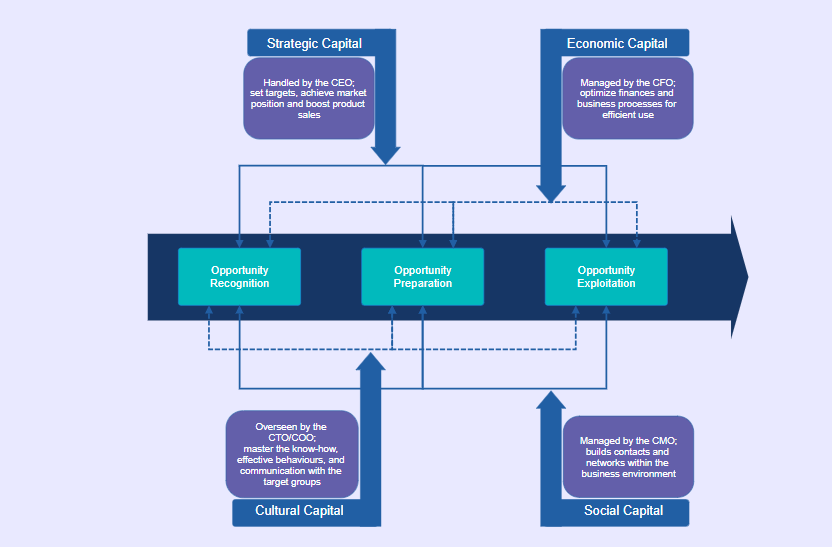 Strategic Capital
Handled by the CEO;
set targets, achieve market
position and boost product
sales
Economic Capital
Managed by the CFO;
optimize finances and
business processes for
efficient use
Opportunity
Recognition
Opportunity
Preparation
Opportunity
Exploitation
Overseen by the
CTO/COO;
master the know-how,
effective behaviours, and
communication with the
target groups
Cultural Capital
Managed by the CMO;
builds contacts and
networks within the
business environment
Social Capital